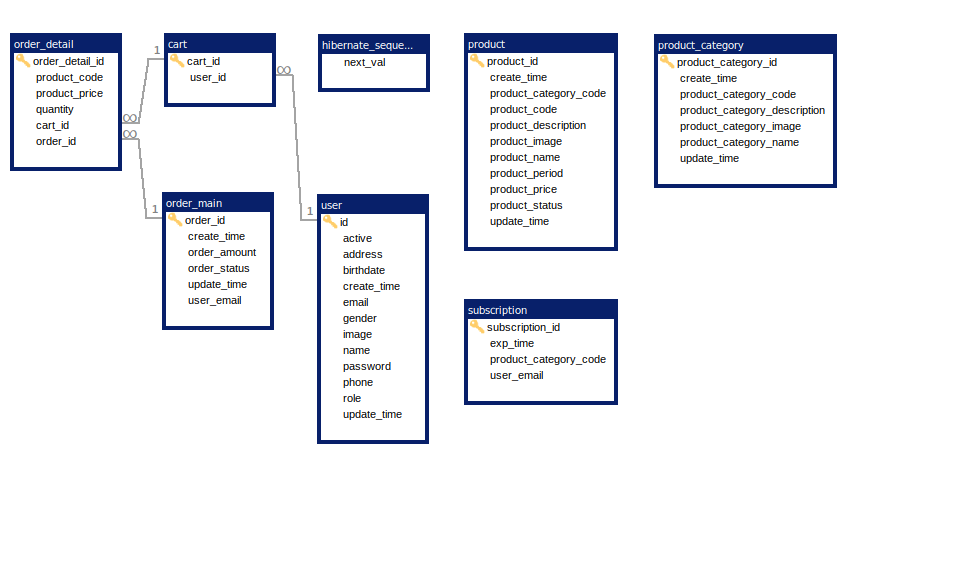 order_detail
order_detail_id
product_code
product_price
quantity
cart_id
order_id
1
∞
∞
1
cart
cart_id
user_id
∞
1
hibernate_seque...
next_val
order_main
order_id
create_time
order_amount
order_status
update_time
user_email
user
id
active
address
birthdate
create_time
email
gender
image
name
password
phone
role
update_time
product
product_id
create_time
product_category_code
product_code
product_description
product_image
product_name
product_period
product_price
product_status
update_time
product_category
product_category_id
create_time
product_category_code
product_category_description
product_category_image
product_category_name
update_time
subscription
subscription_id
exp_time
product_category_code
user_email